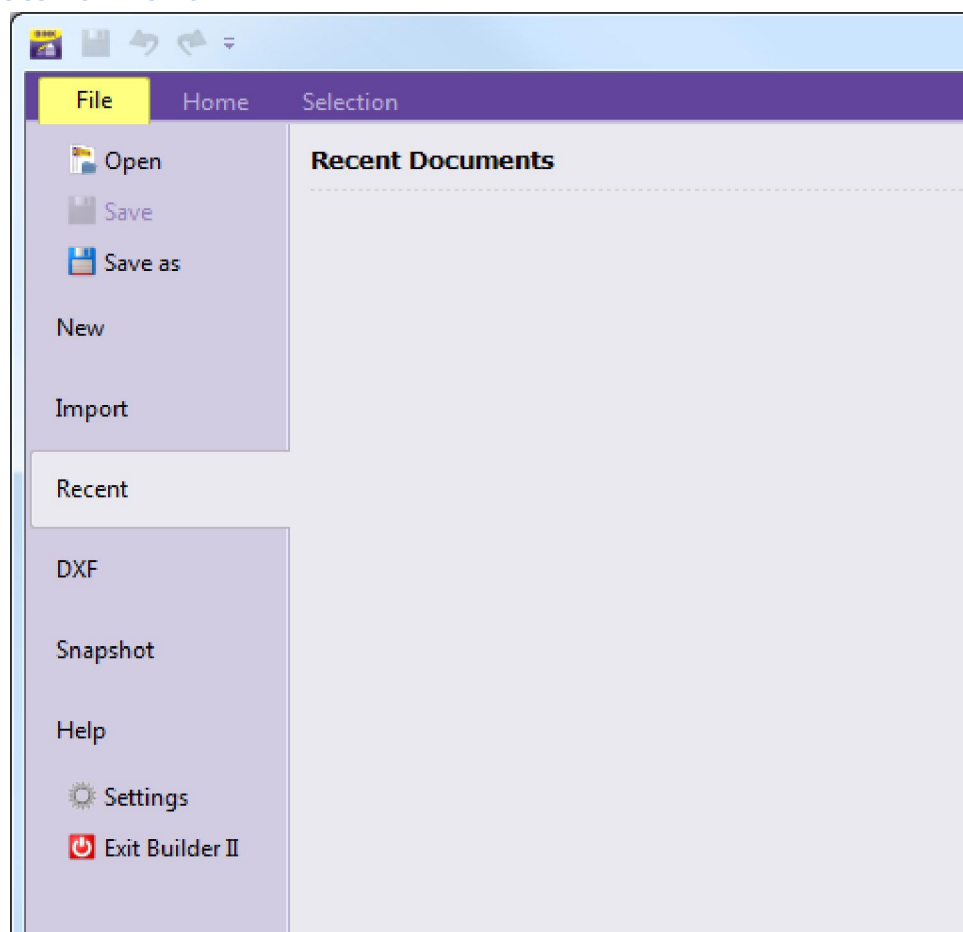 File Home Selection
Open
Recent Documents
Save
Save as
New
Import
Recent
DXF
Snapshot
Help
Settings
Exit Builder II